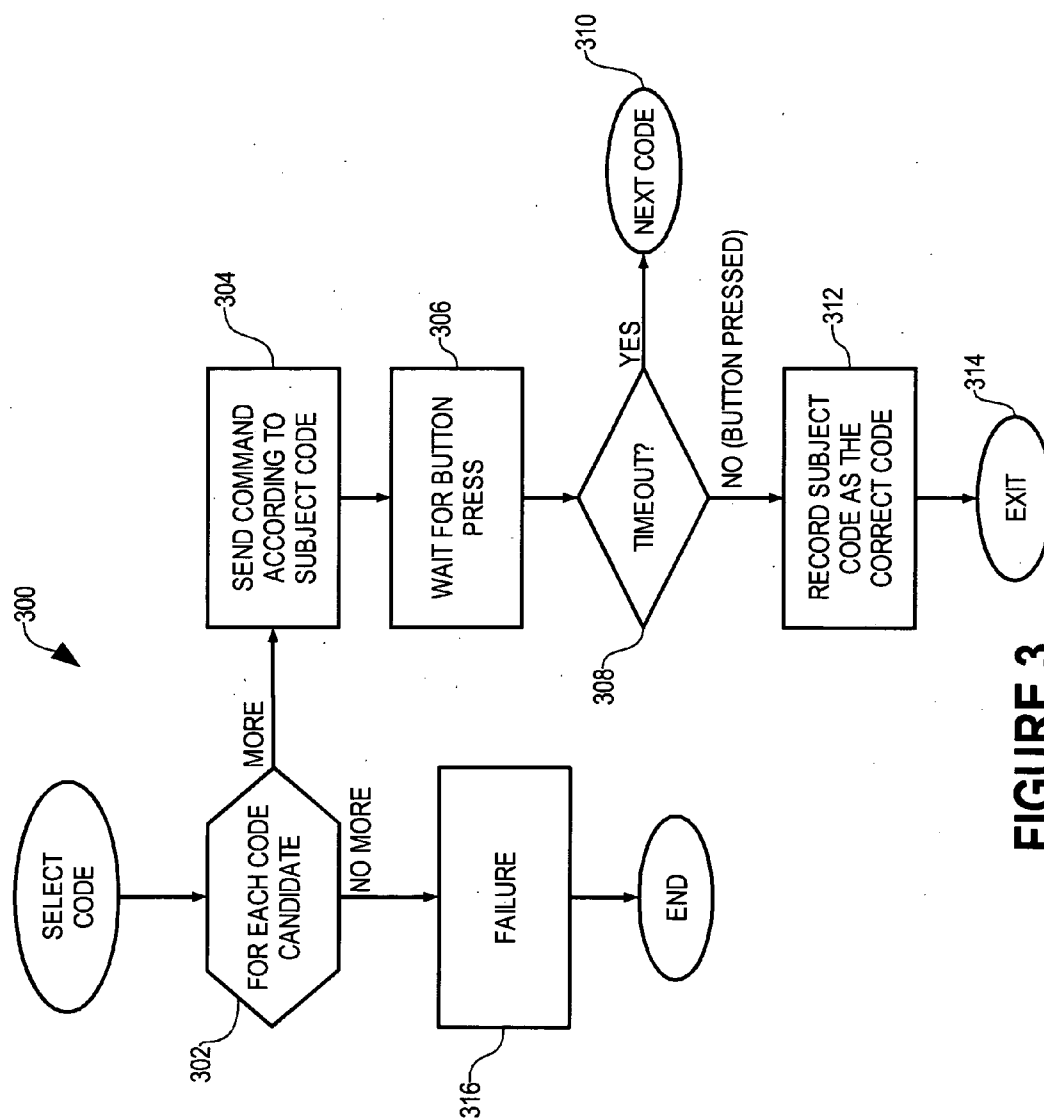 300
SELECT
CODE
302
FOR EACH CODE
CANDIDATE
MORE
NO MORE
316
FAILURE
END
304
SEND COMMAND
ACCORDING TO
SUBJECT CODE
306
WAIT FOR BUTTON
PRESS
308
TIMEOUT?
YES
310
NEXT CODE
NO (BUTTON PRESSED)
312
RECORD SUBJECT
CODE AS THE
CORRECT CODE
314
EXIT
FIGURE 3